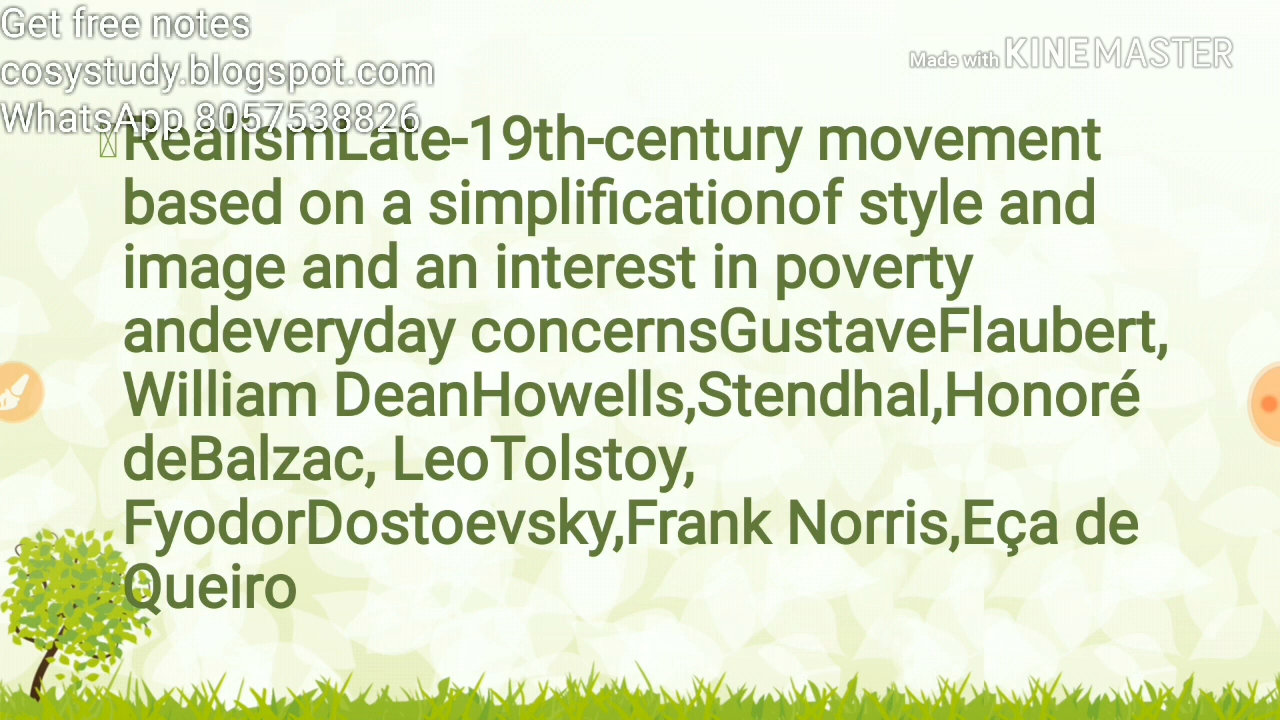 Get free notes
cosystudy.blogspot.com
WhatsApp 8057538826
Made with KINEMASTER
RealismLate-19th-century movement
based on a simplificationof style and
image and an interest in poverty
andeveryday concernsGustaveFlaubert,
William DeanHowells,Stendhal,Honoré
deBalzac, LeoTolstoy,
FyodorDostoevsky,Frank Norris,Eça de
Queiro